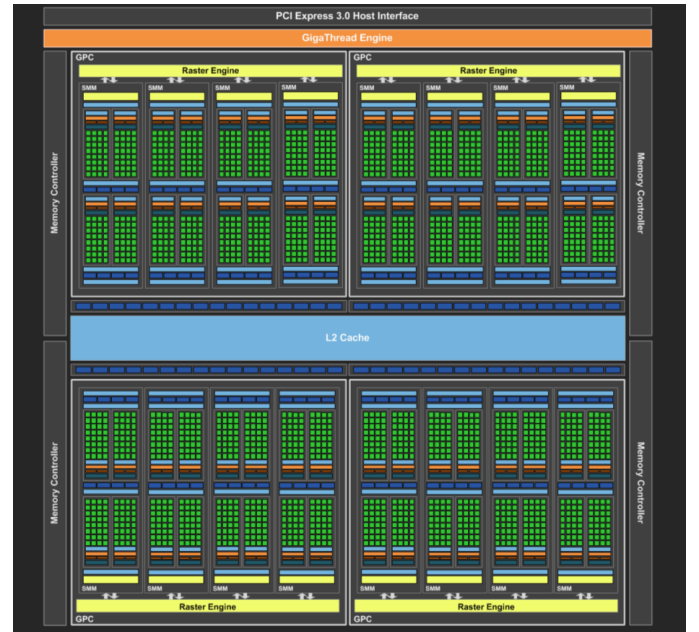 PCI Express 3.0 Host Interface
GigaThread Engine
GPC
GPC
Raster Engine
Raster Engine
SMM
SMM
SMM
SMM
SMM
SMM
SMM
SMM
Memory Controller
Memory Controller
L2 Cache
Memory Controller
Memory Controller
SMM
SMM
SMM
SMM
SMM
SMM
SMM
SMM
Raster Engine
Raster Engine
GPC
GPC